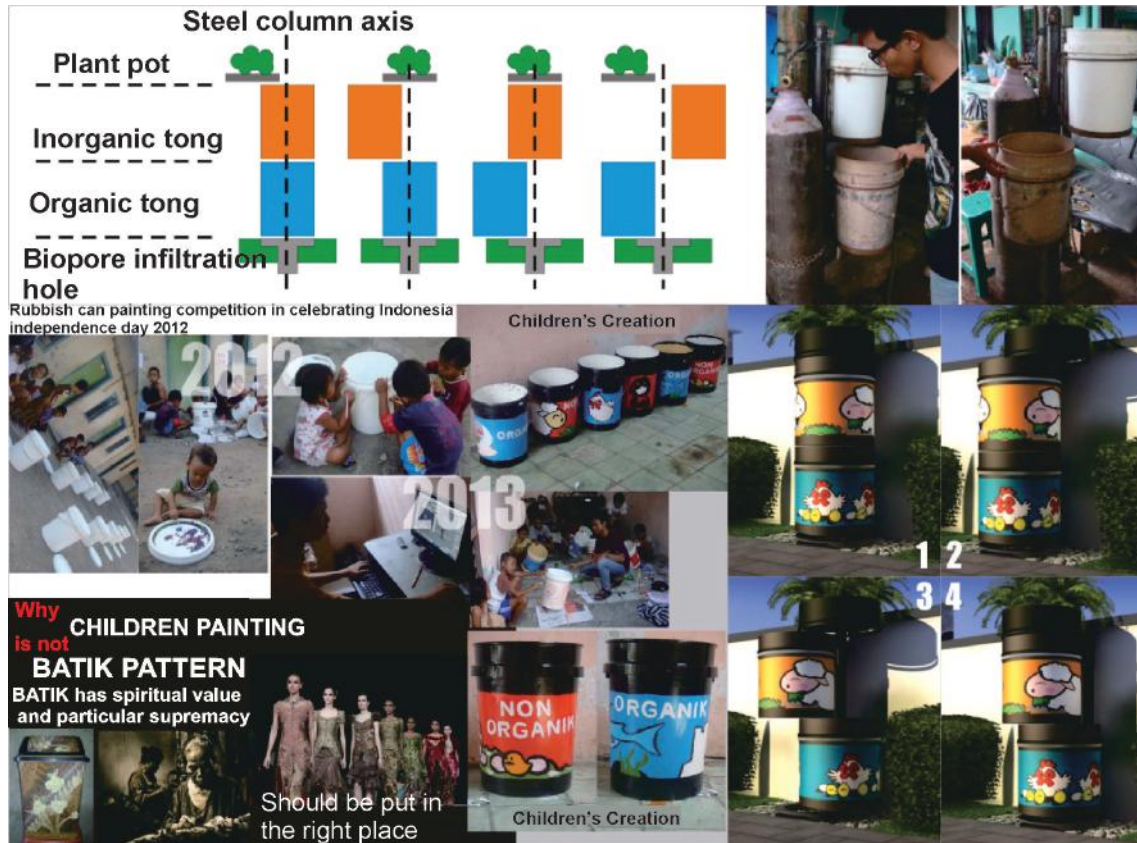 Steel column axis
Plant pot
Inorganic tong
Organic tong
Biopore infiltration
hole
Rubbish can painting competition in celebrating Indonesia
independence day 2012
2012
Children's Creation
ORGANIK
NON
ORGANIK
2013
1 2
3 4
Why
is not
CHILDREN PAINTING
BATIK PATTERN
BATIK has spiritual value
and particular supremacy
Should be put in
the right place
NON
ORGANIK
ORGANIK
Children's Creation